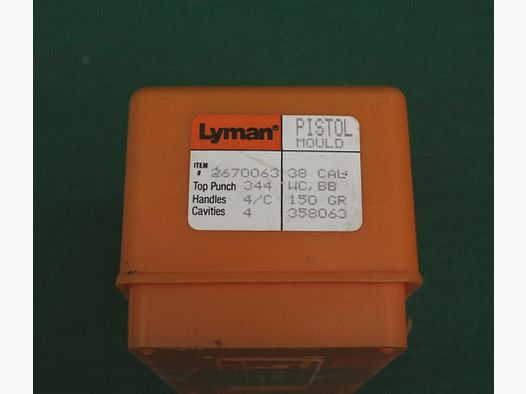 Lyman® PISTOL
MOULD
ITEM # 2670063 38 CAL
Top Punch 344 WC, BB
Handles 4/C 150 GR
Cavities 4 358063